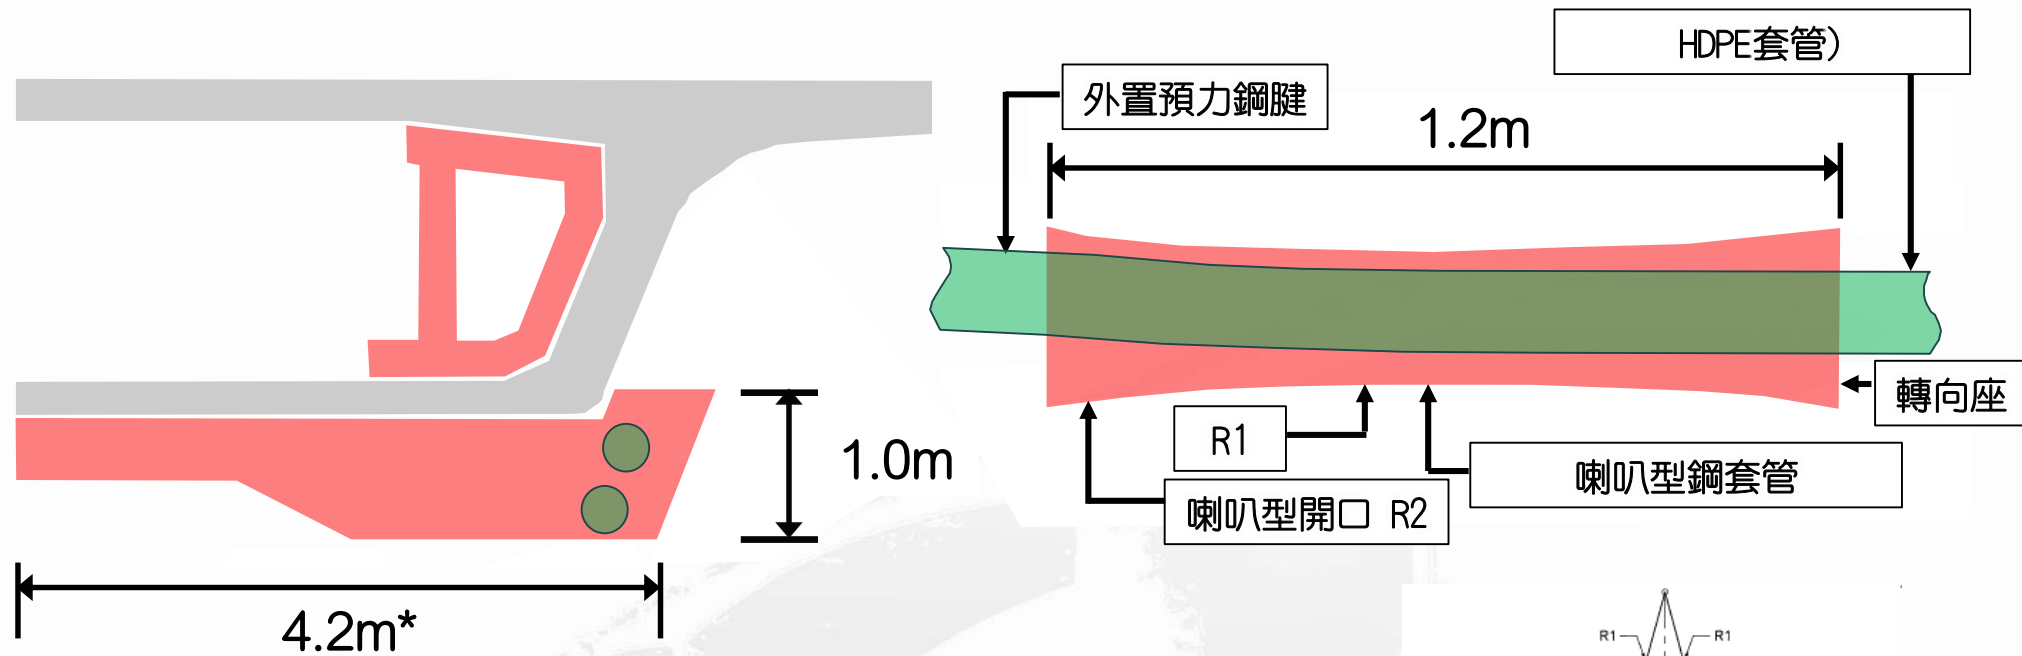 HDPE套管)
外置預力鋼腱
1.2m
1.0m
轉向座
R1
喇叭型鋼套管
喇叭型開口 R2
4.2m*
R1
R1